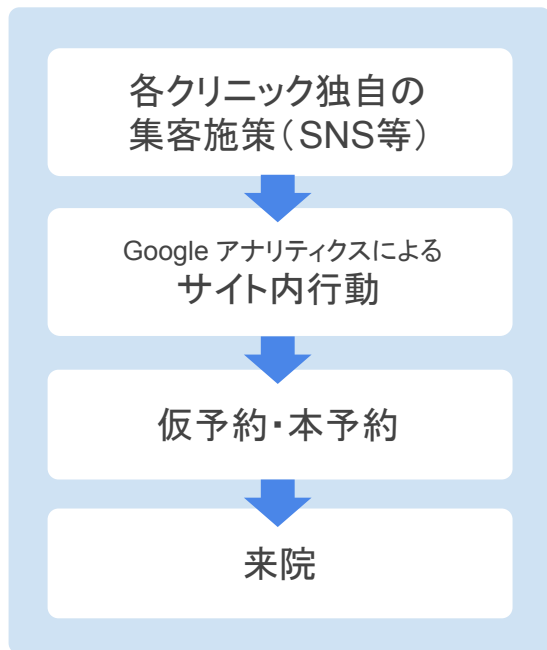 各クリニック独自の
集客施策（SNS等）
Google アナリティクスによる
サイト内行動
仮予約・本予約
来院